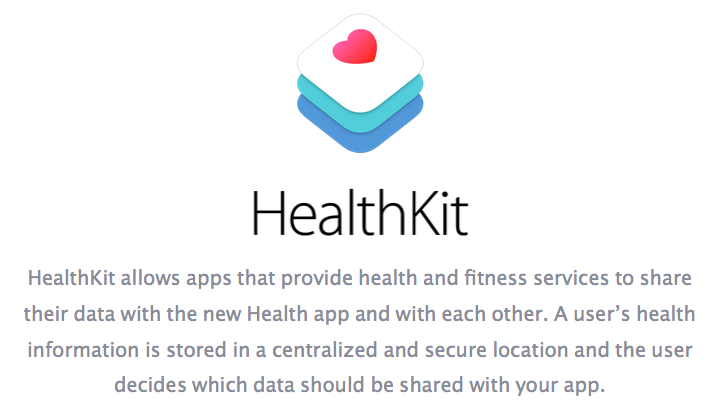 HealthKit
HealthKit allows apps that provide health and fitness services to share
their data with the new Health app and with each other. A user’s health
information is stored in a centralized and secure location and the user
decides which data should be shared with your app.